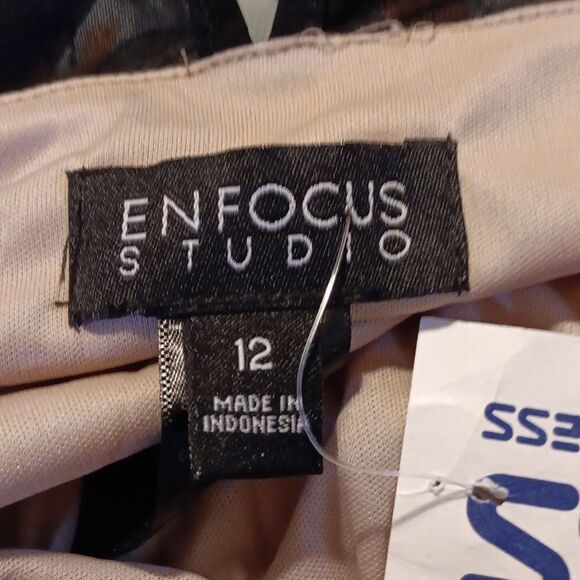 ENFOCUS
STUDIO
12
MADE IN
INDONESIA
ESS